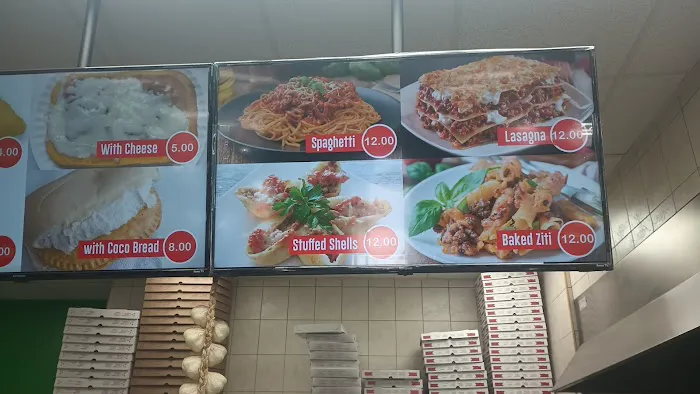 With Cheese 5.00
with Coco Bread 8.00
Spaghetti 12.00
Lasagna 12.00
Stuffed Shells 12.00
Baked Ziti 12.00